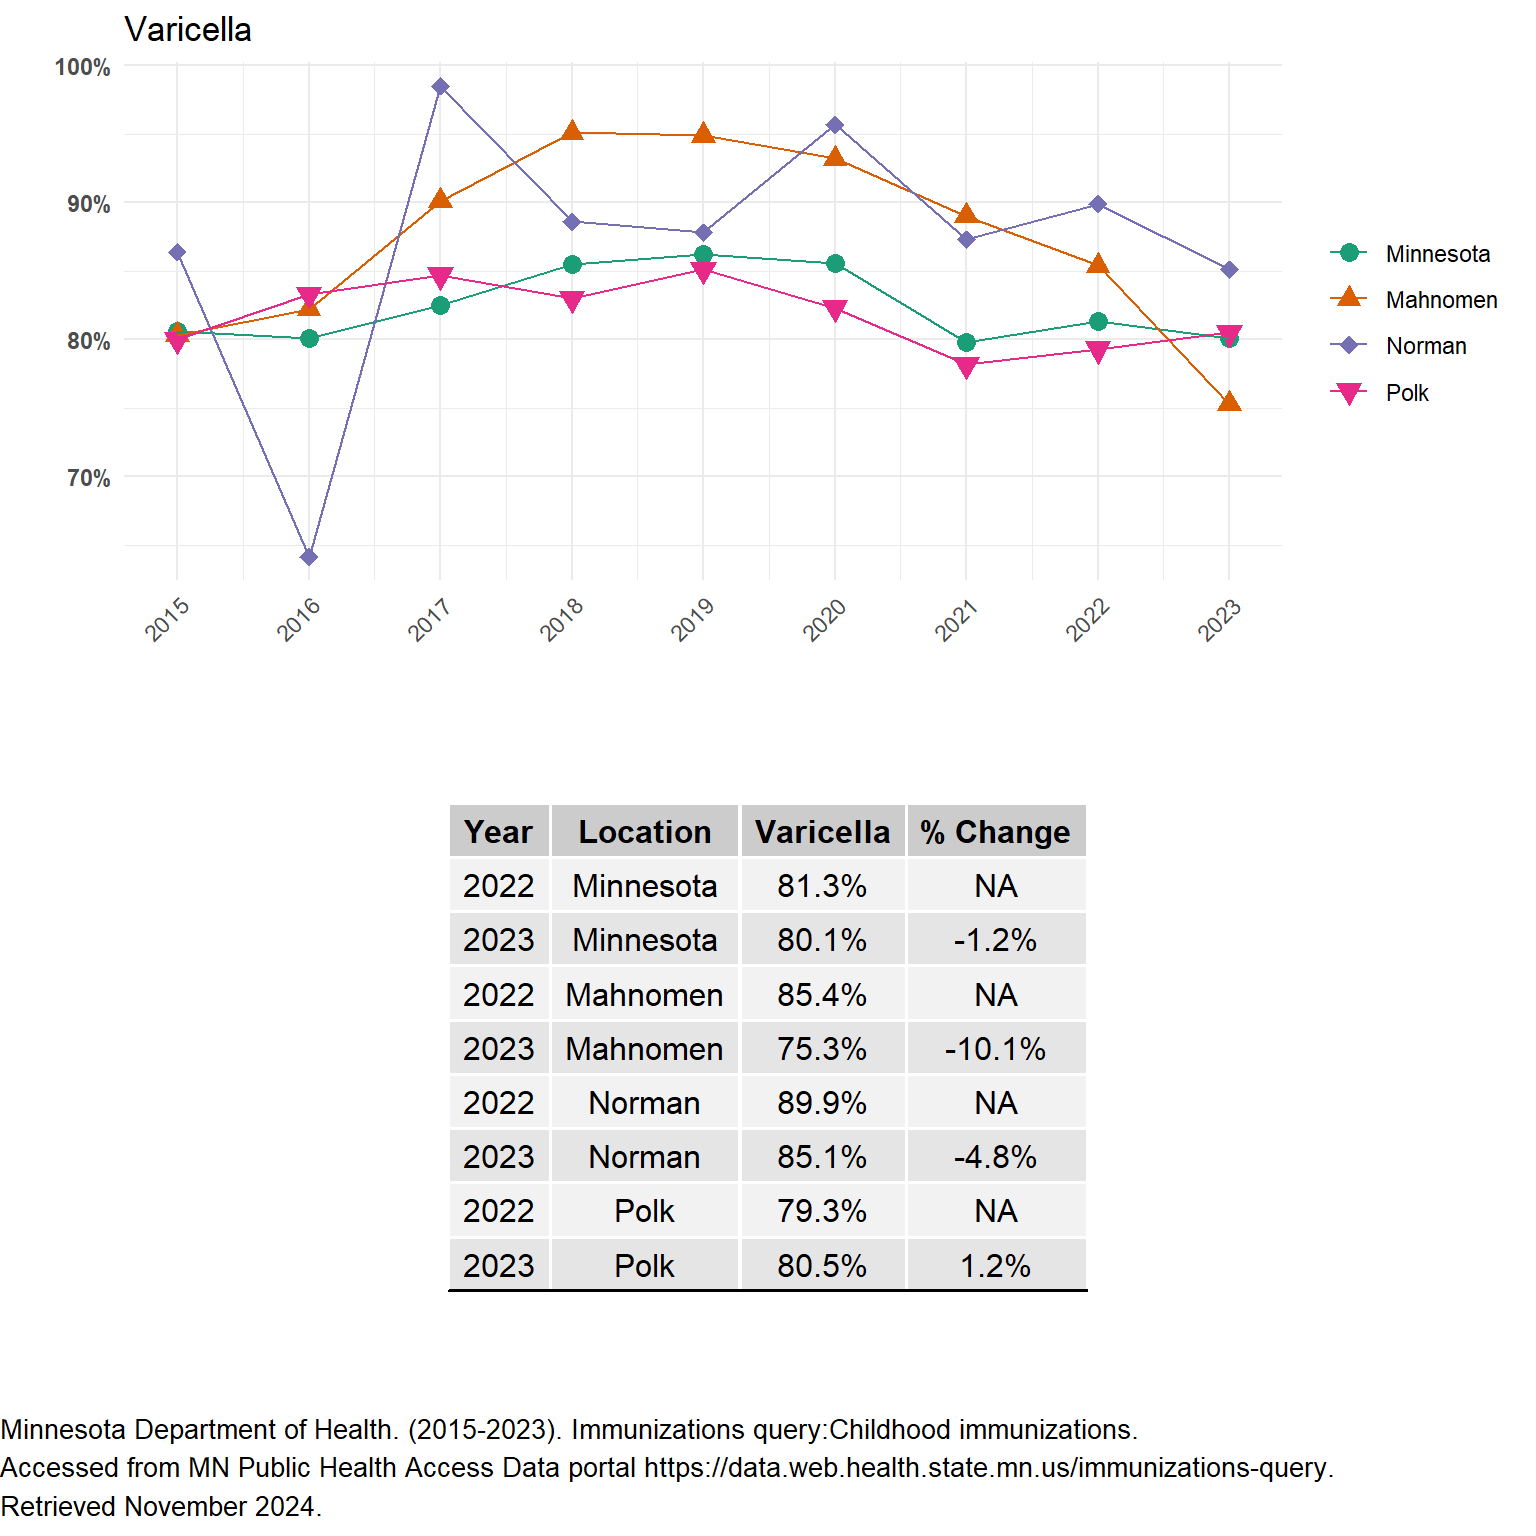 Varicella
100%
90%
80%
70%
2015
2016
2017
2018
2019
2020
2021
2022
2023
Minnesota
Mahnomen
Norman
Polk
Year Location Varicella % Change
2022 Minnesota 81.3% NA
2023 Minnesota 80.1% -1.2%
2022 Mahnomen 85.4% NA
2023 Mahnomen 75.3% -10.1%
2022 Norman 89.9% NA
2023 Norman 85.1% -4.8%
2022 Polk 79.3% NA
2023 Polk 80.5% 1.2%
Minnesota Department of Health. (2015-2023). Immunizations query:Childhood immunizations.
Accessed from MN Public Health Access Data portal https://data.web.health.state.mn.us/immunizations-query.
Retrieved November 2024.